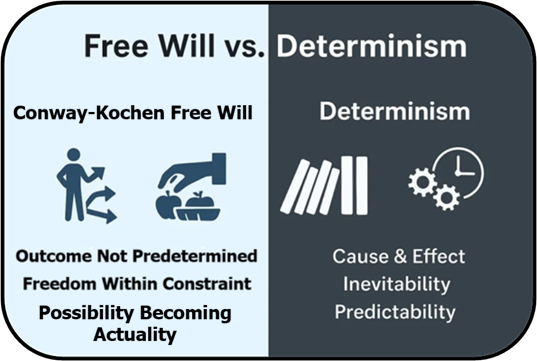 Free Will vs. Determinism
Conway-Kochen Free Will
Outcome Not Predetermined
Freedom Within Constraint
Possibility Becoming
Actuality
Determinism
Cause & Effect
Inevitability
Predictability